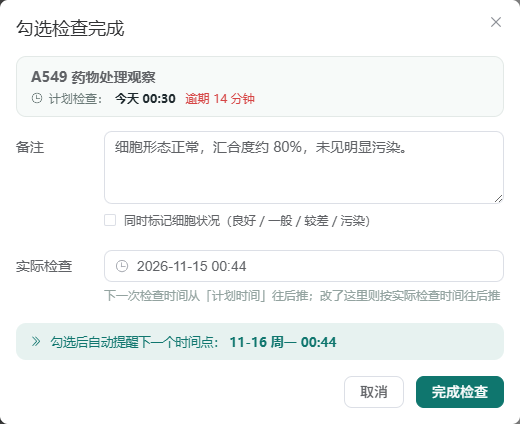 勾选检查完成
A549 药物处理观察
计划检查： 今天 00:30 逾期 14 分钟
备注
细胞形态正常，汇合度约 80%，未见明显污染。
同时标记细胞状况（良好 / 一般 / 较差 / 污染）
实际检查
2026-11-15 00:44
下一次检查时间从「计划时间」往后推；改了这里则按实际检查时间往后推
勾选后自动提醒下一个时间点： 11-16 周一 00:44
取消
完成检查